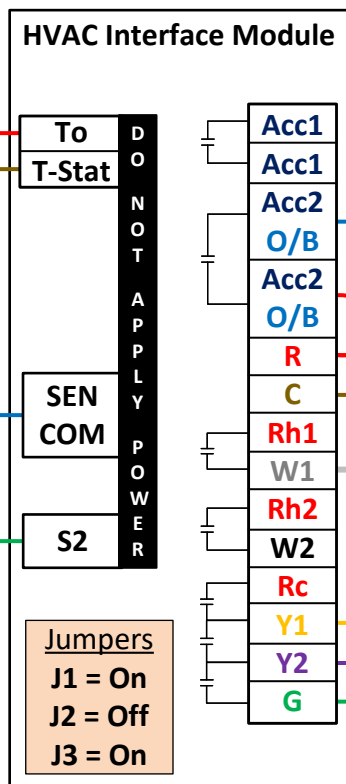 HVAC Interface Module
To
T-Stat
SEN
COM
S2
DO NOT APPLY POWER
Acc1
Acc1
Acc2
O/B
Acc2
O/B
R
C
Rh1
W1
Rh2
W2
Rc
Y1
Y2
G
Jumpers
J1 = On
J2 = Off
J3 = On